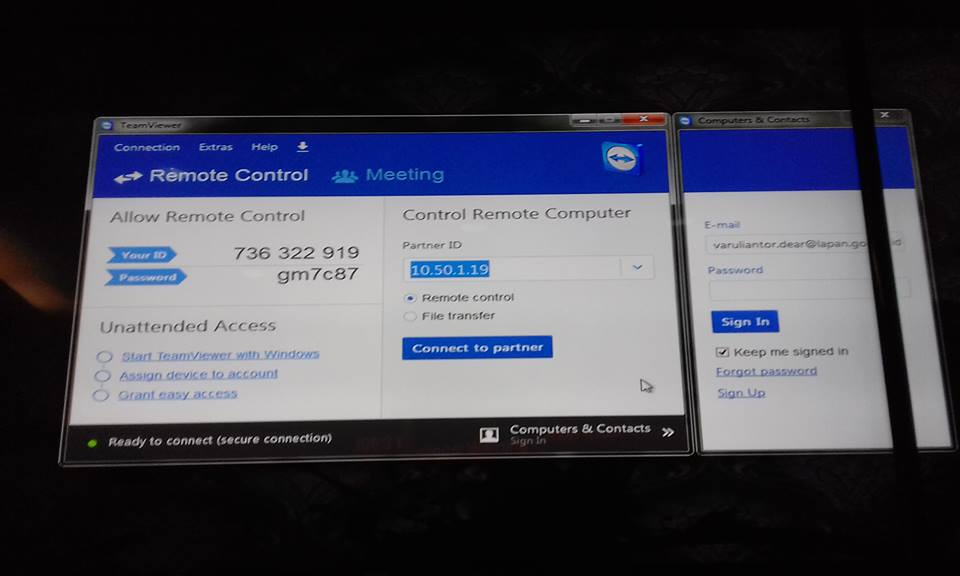 TeamViewer
Connection Extras Help
Remote Control Meeting
Allow Remote Control
Your ID 736 322 919
Password gm7c87
Unattended Access
Start TeamViewer with Windows
Assign device to account
Grant easy access
Control Remote Computer
Partner ID
10.50.1.19
Remote control
File transfer
Connect to partner
Ready to connect (secure connection)
Computers & Contacts
Sign In
Computers & Contacts
E-mail
varuliantor.dear@lapan.go id
Password
Sign In
Keep me signed in
Forgot password
Sign Up